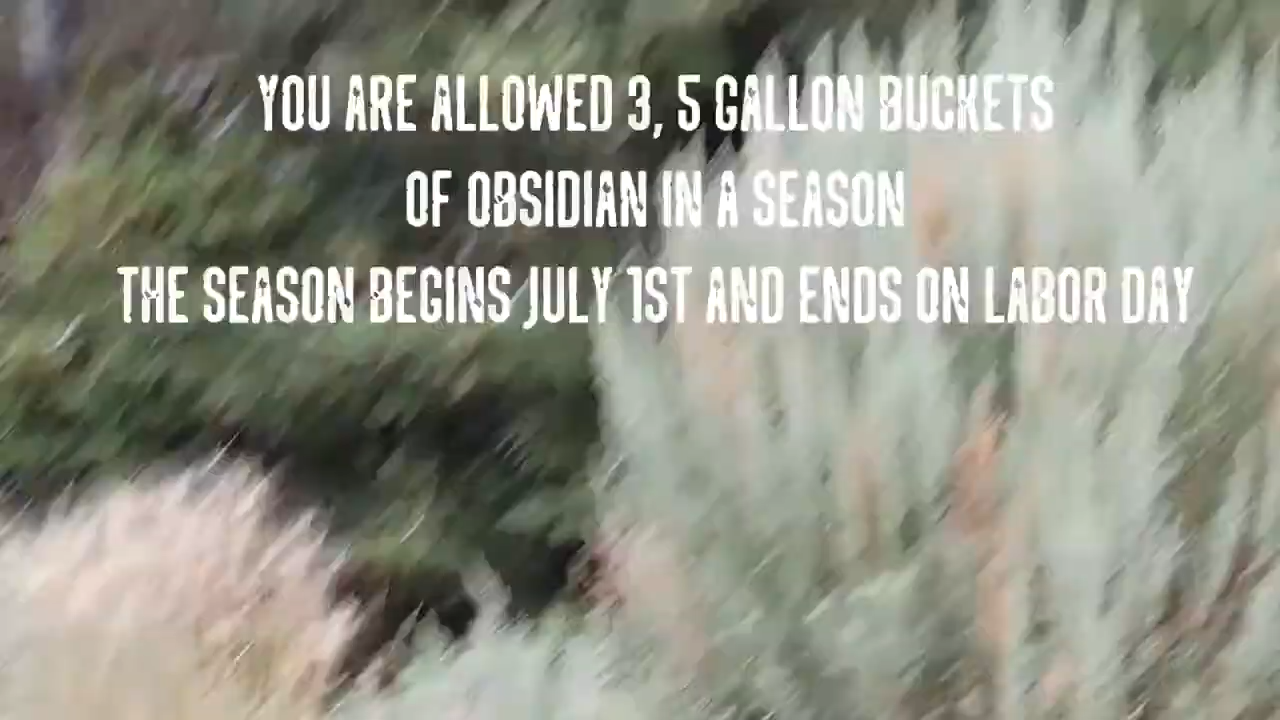 YOU ARE ALLOWED 3, 5 GALLON BUCKETS
OF OBSIDIAN IN A SEASON
THE SEASON BEGINS JULY 1ST AND ENDS ON LABOR DAY